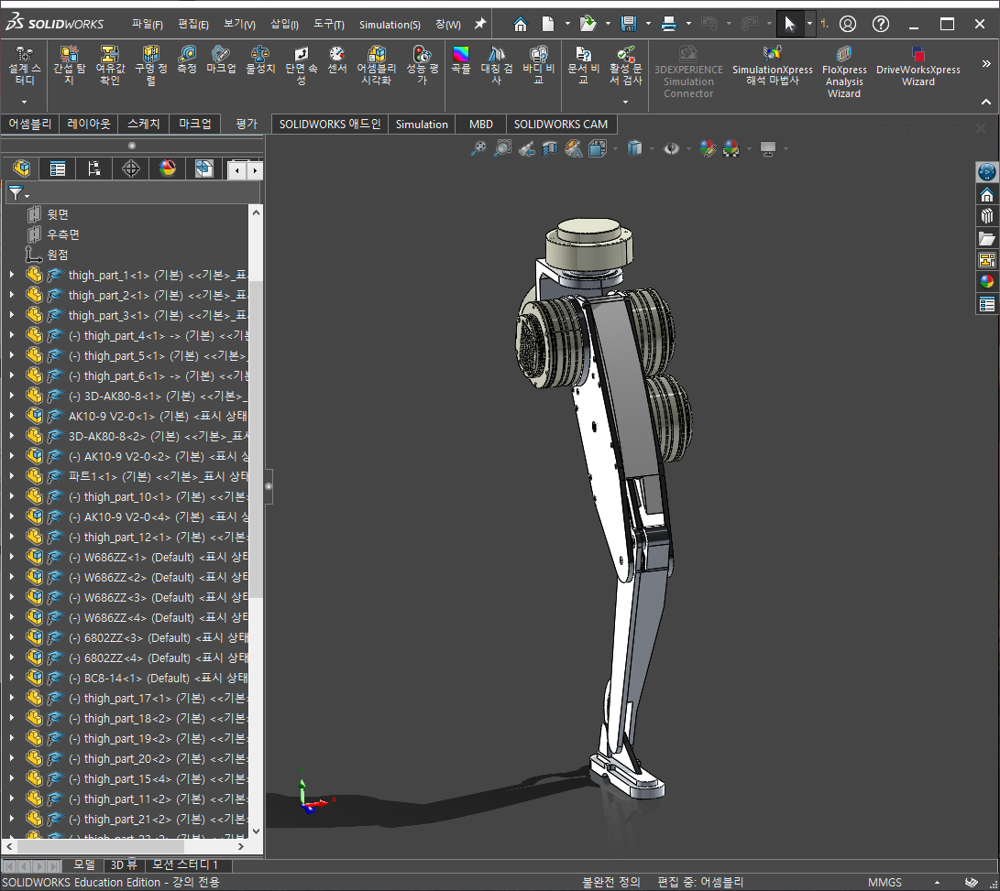 SOLIDWORKS 파일(F) 편집(E) 보기(V) 삽입(I) 도구(T) Simulation(S) 창(W)
설계 스터디
간섭 탐지
여유값 확인
구멍 정렬
측정
마크업
물성치
단면 속성
센서
어셈블리 시각화
성능 평가
곡률
대칭 검사
바디 비교
문서 비교
활성 문서 검사
3DEXPERIENCE Simulation Connector
SimulationXpress 해석 마법사
FloXpress Analysis Wizard
DriveWorksXpress Wizard
어셈블리 레이아웃 스케치 마크업 평가 SOLIDWORKS 애드인 Simulation MBD SOLIDWORKS CAM
윗면
우측면
원점
thigh_part_1<1> (기본) <<기본>_표
thigh_part_2<1> (기본) <<기본>_표
thigh_part_3<1> (기본) <<기본>_표
(-) thigh_part_4<1> -> (기본) <<기
(-) thigh_part_5<1> (기본) <<기본>
(-) thigh_part_6<1> -> (기본) <<기
(-) 3D-AK80-8<1> (기본) <<기본>_
AK10-9 V2-0<1> (기본) <표시 상태
3D-AK80-8<2> (기본) <<기본>_표시
(-) AK10-9 V2-0<2> (기본) <표시 상
파트1<1> (기본) <<기본>_표시 상태
(-) thigh_part_10<1> (기본) <<기본
(-) AK10-9 V2-0<4> (기본) <표시 상
(-) thigh_part_12<1> (기본) <<기본
(-) W686ZZ<1> (Default) <표시 상태
(-) W686ZZ<2> (Default) <표시 상태
(-) W686ZZ<3> (Default) <표시 상태
(-) W686ZZ<4> (Default) <표시 상태
(-) 6802ZZ<3> (Default) <표시 상태
(-) 6802ZZ<4> (Default) <표시 상태
(-) BC8-14<1> (Default) <표시 상태
(-) thigh_part_17<1> (기본) <<기본
(-) thigh_part_18<2> (기본) <<기본
(-) thigh_part_19<2> (기본) <<기본
(-) thigh_part_20<2> (기본) <<기본
(-) thigh_part_15<4> (기본) <<기본
(-) thigh_part_11<2> (기본) <<기본
(-) thigh_part_21<2> (기본) <<기본
모델 3D 뷰 모션 스터디 1
SOLIDWORKS Education Edition - 강의 전용 불완전 정의 편집 중: 어셈블리 MMGS